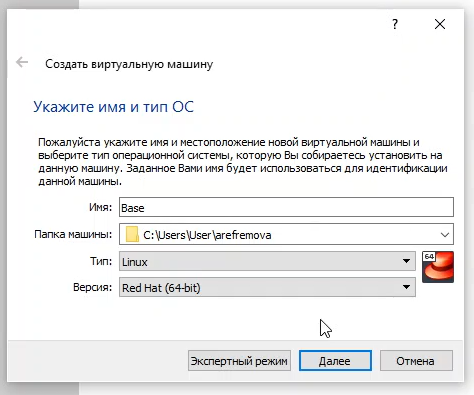 ?
Создать виртуальную машину
Укажите имя и тип ОС
Пожалуйста укажите имя и местоположение новой виртуальной машины и
выберите тип операционной системы, которую Вы собираетесь установить на
данную машину. Заданное Вами имя будет использоваться для идентификации
данной машины.
Имя: Base
Папка машины: C:\Users\User\arefremova
Тип: Linux
64
Версия: Red Hat (64-bit)
Экспертный режим Далее Отмена